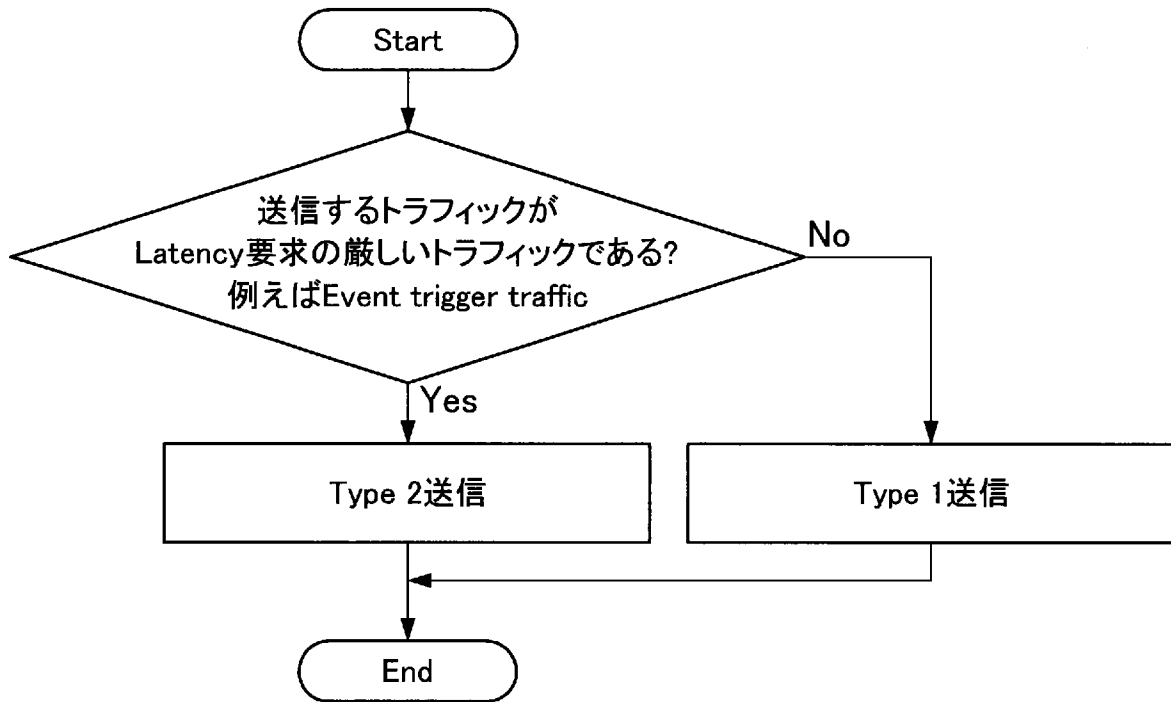 Start
送信するトラフィックが
Latency要求の厳しいトラフィックである?
例えばEvent trigger traffic
No
Yes
Type 2送信
Type 1送信
End